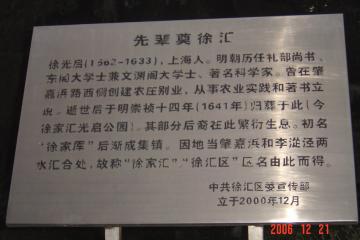 先辈莫徐汇
徐光启(1562-1633),上海人。明朝历任礼部尚书、
东阁大学士兼文渊阁大学士、著名科学家。曾在肇
嘉浜路西侧创建农庄别业,从事农业实践和著书立
说。逝世后于明崇祯十四年(1641年)归葬于此(今
徐家汇光启公园)。其部分后裔在此繁衍生息。初名
“徐家厍”后渐成集镇。因地当肇嘉浜和李漎泾两
水汇合处,故称“徐家汇”,“徐汇区”区名由此而得。
中共徐汇区委宣传部
立于2000年12月
2006 12 21